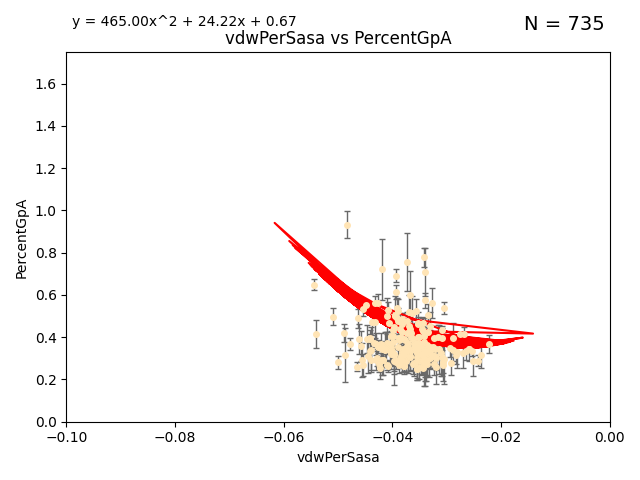 y = 465.00x^2 + 24.22x + 0.67
N = 735
vdwPerSasa vs PercentGpA
PercentGpA
1.6
1.4
1.2
1.0
0.8
0.6
0.4
0.2
0.0
−0.10 −0.08 −0.06 −0.04 −0.02 0.00
vdwPerSasa